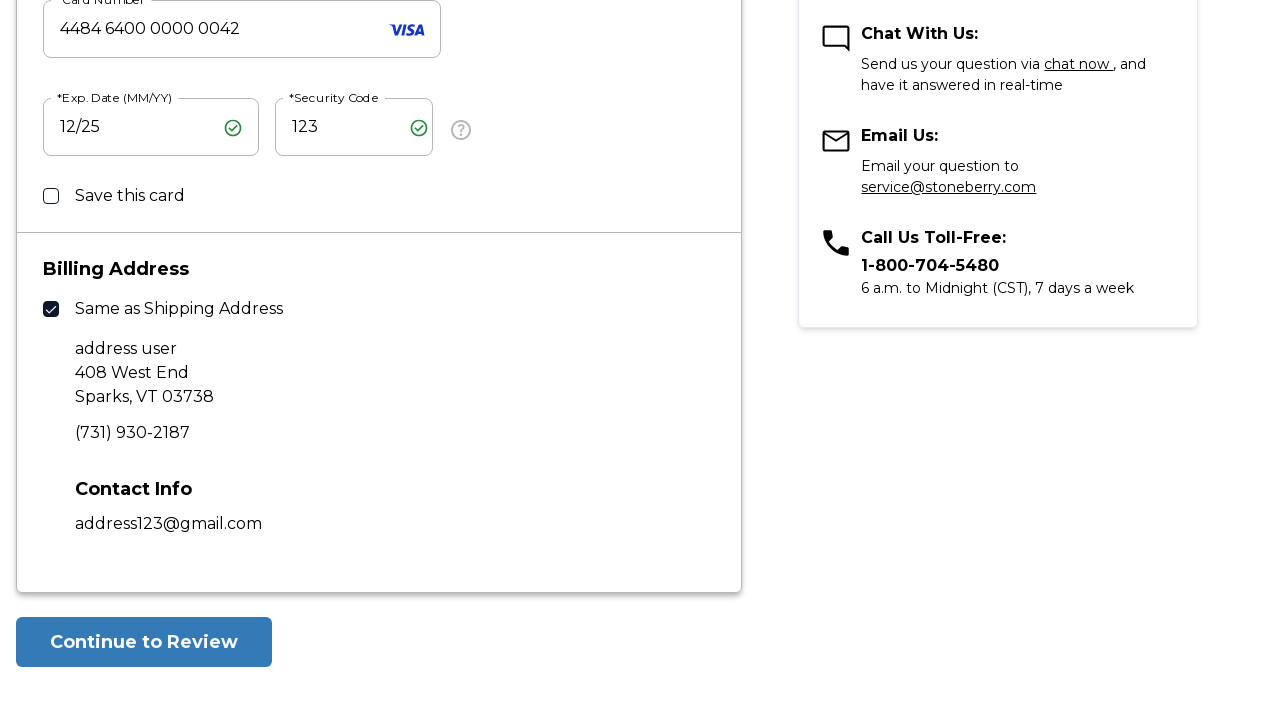 Card Number
4484 6400 0000 0042
VISA
*Exp. Date (MM/YY)
12/25
*Security Code
123
Save this card
Billing Address
Same as Shipping Address
address user
408 West End
Sparks, VT 03738
(731) 930-2187
Contact Info
address123@gmail.com
Continue to Review
Chat With Us:
Send us your question via chat now , and
have it answered in real-time
Email Us:
Email your question to
service@stoneberry.com
Call Us Toll-Free:
1-800-704-5480
6 a.m. to Midnight (CST), 7 days a week